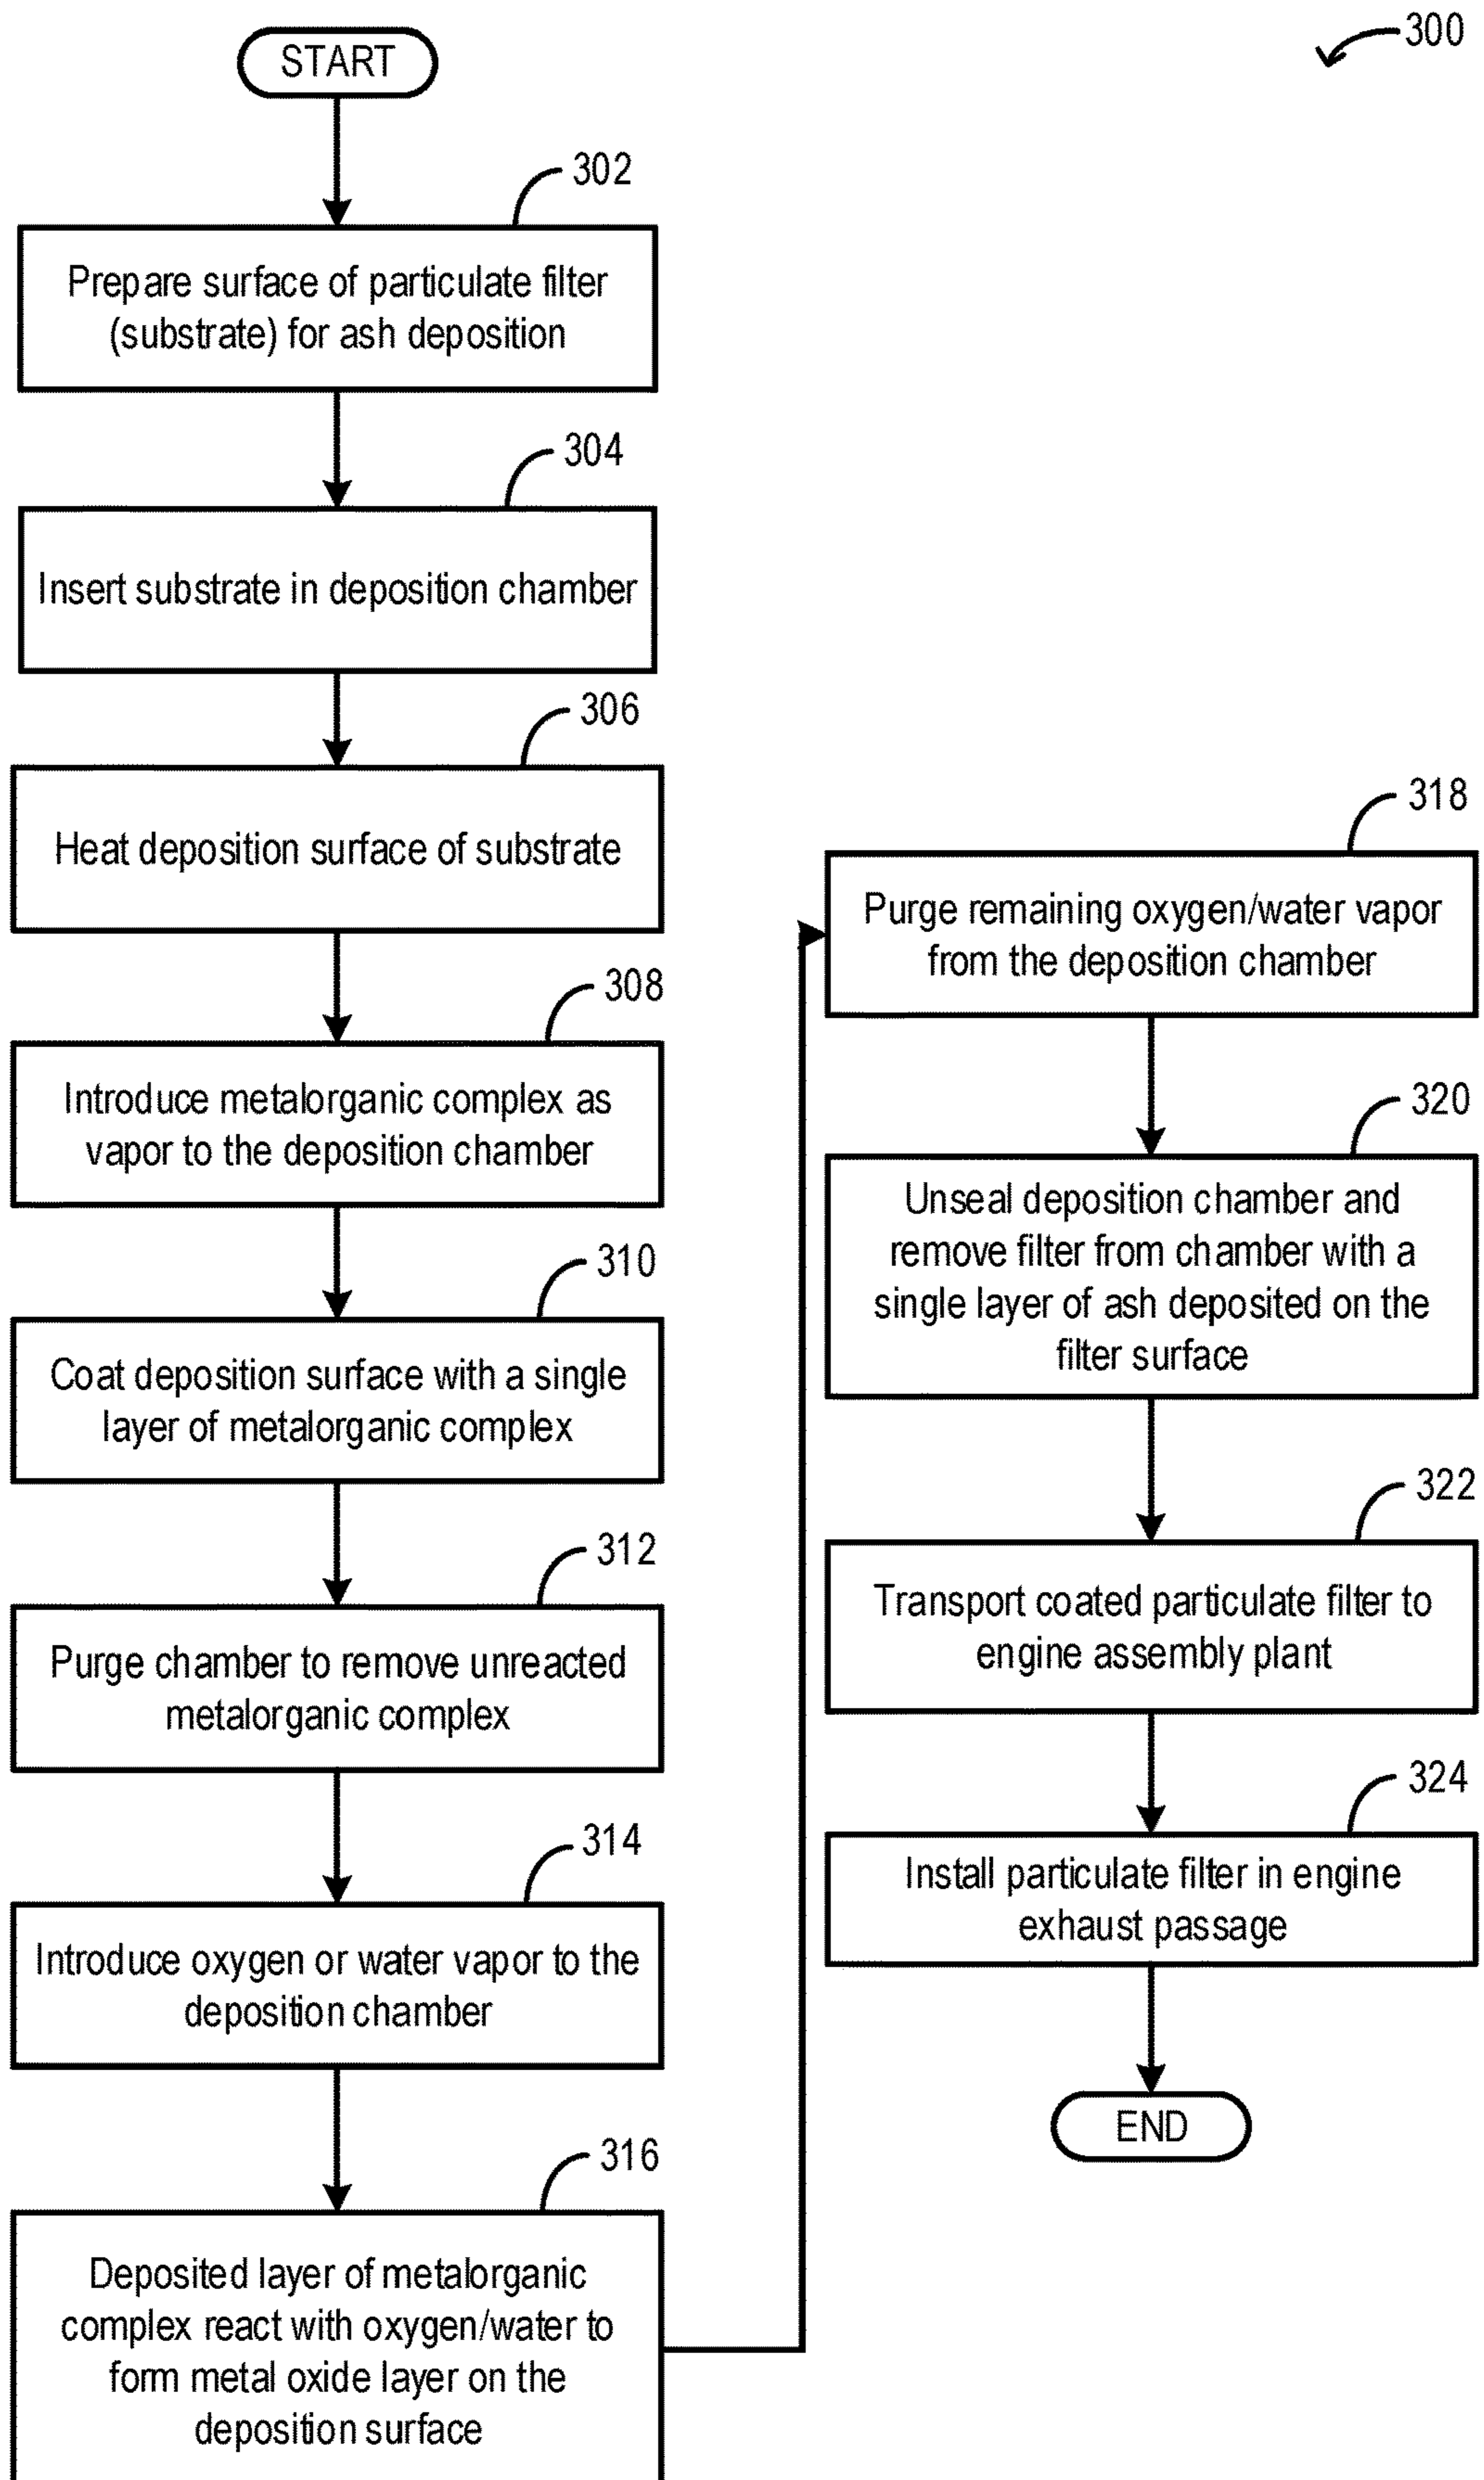 300
START
302
Prepare surface of particulate filter
(substrate) for ash deposition
304
Insert substrate in deposition chamber
306
Heat deposition surface of substrate
308
Introduce metalorganic complex as
vapor to the deposition chamber
310
Coat deposition surface with a single
layer of metalorganic complex
312
Purge chamber to remove unreacted
metalorganic complex
314
Introduce oxygen or water vapor to the
deposition chamber
316
Deposited layer of metalorganic
complex react with oxygen/water to
form metal oxide layer on the
deposition surface
318
Purge remaining oxygen/water vapor
from the deposition chamber
320
Unseal deposition chamber and
remove filter from chamber with a
single layer of ash deposited on the
filter surface
322
Transport coated particulate filter to
engine assembly plant
324
Install particulate filter in engine
exhaust passage
END